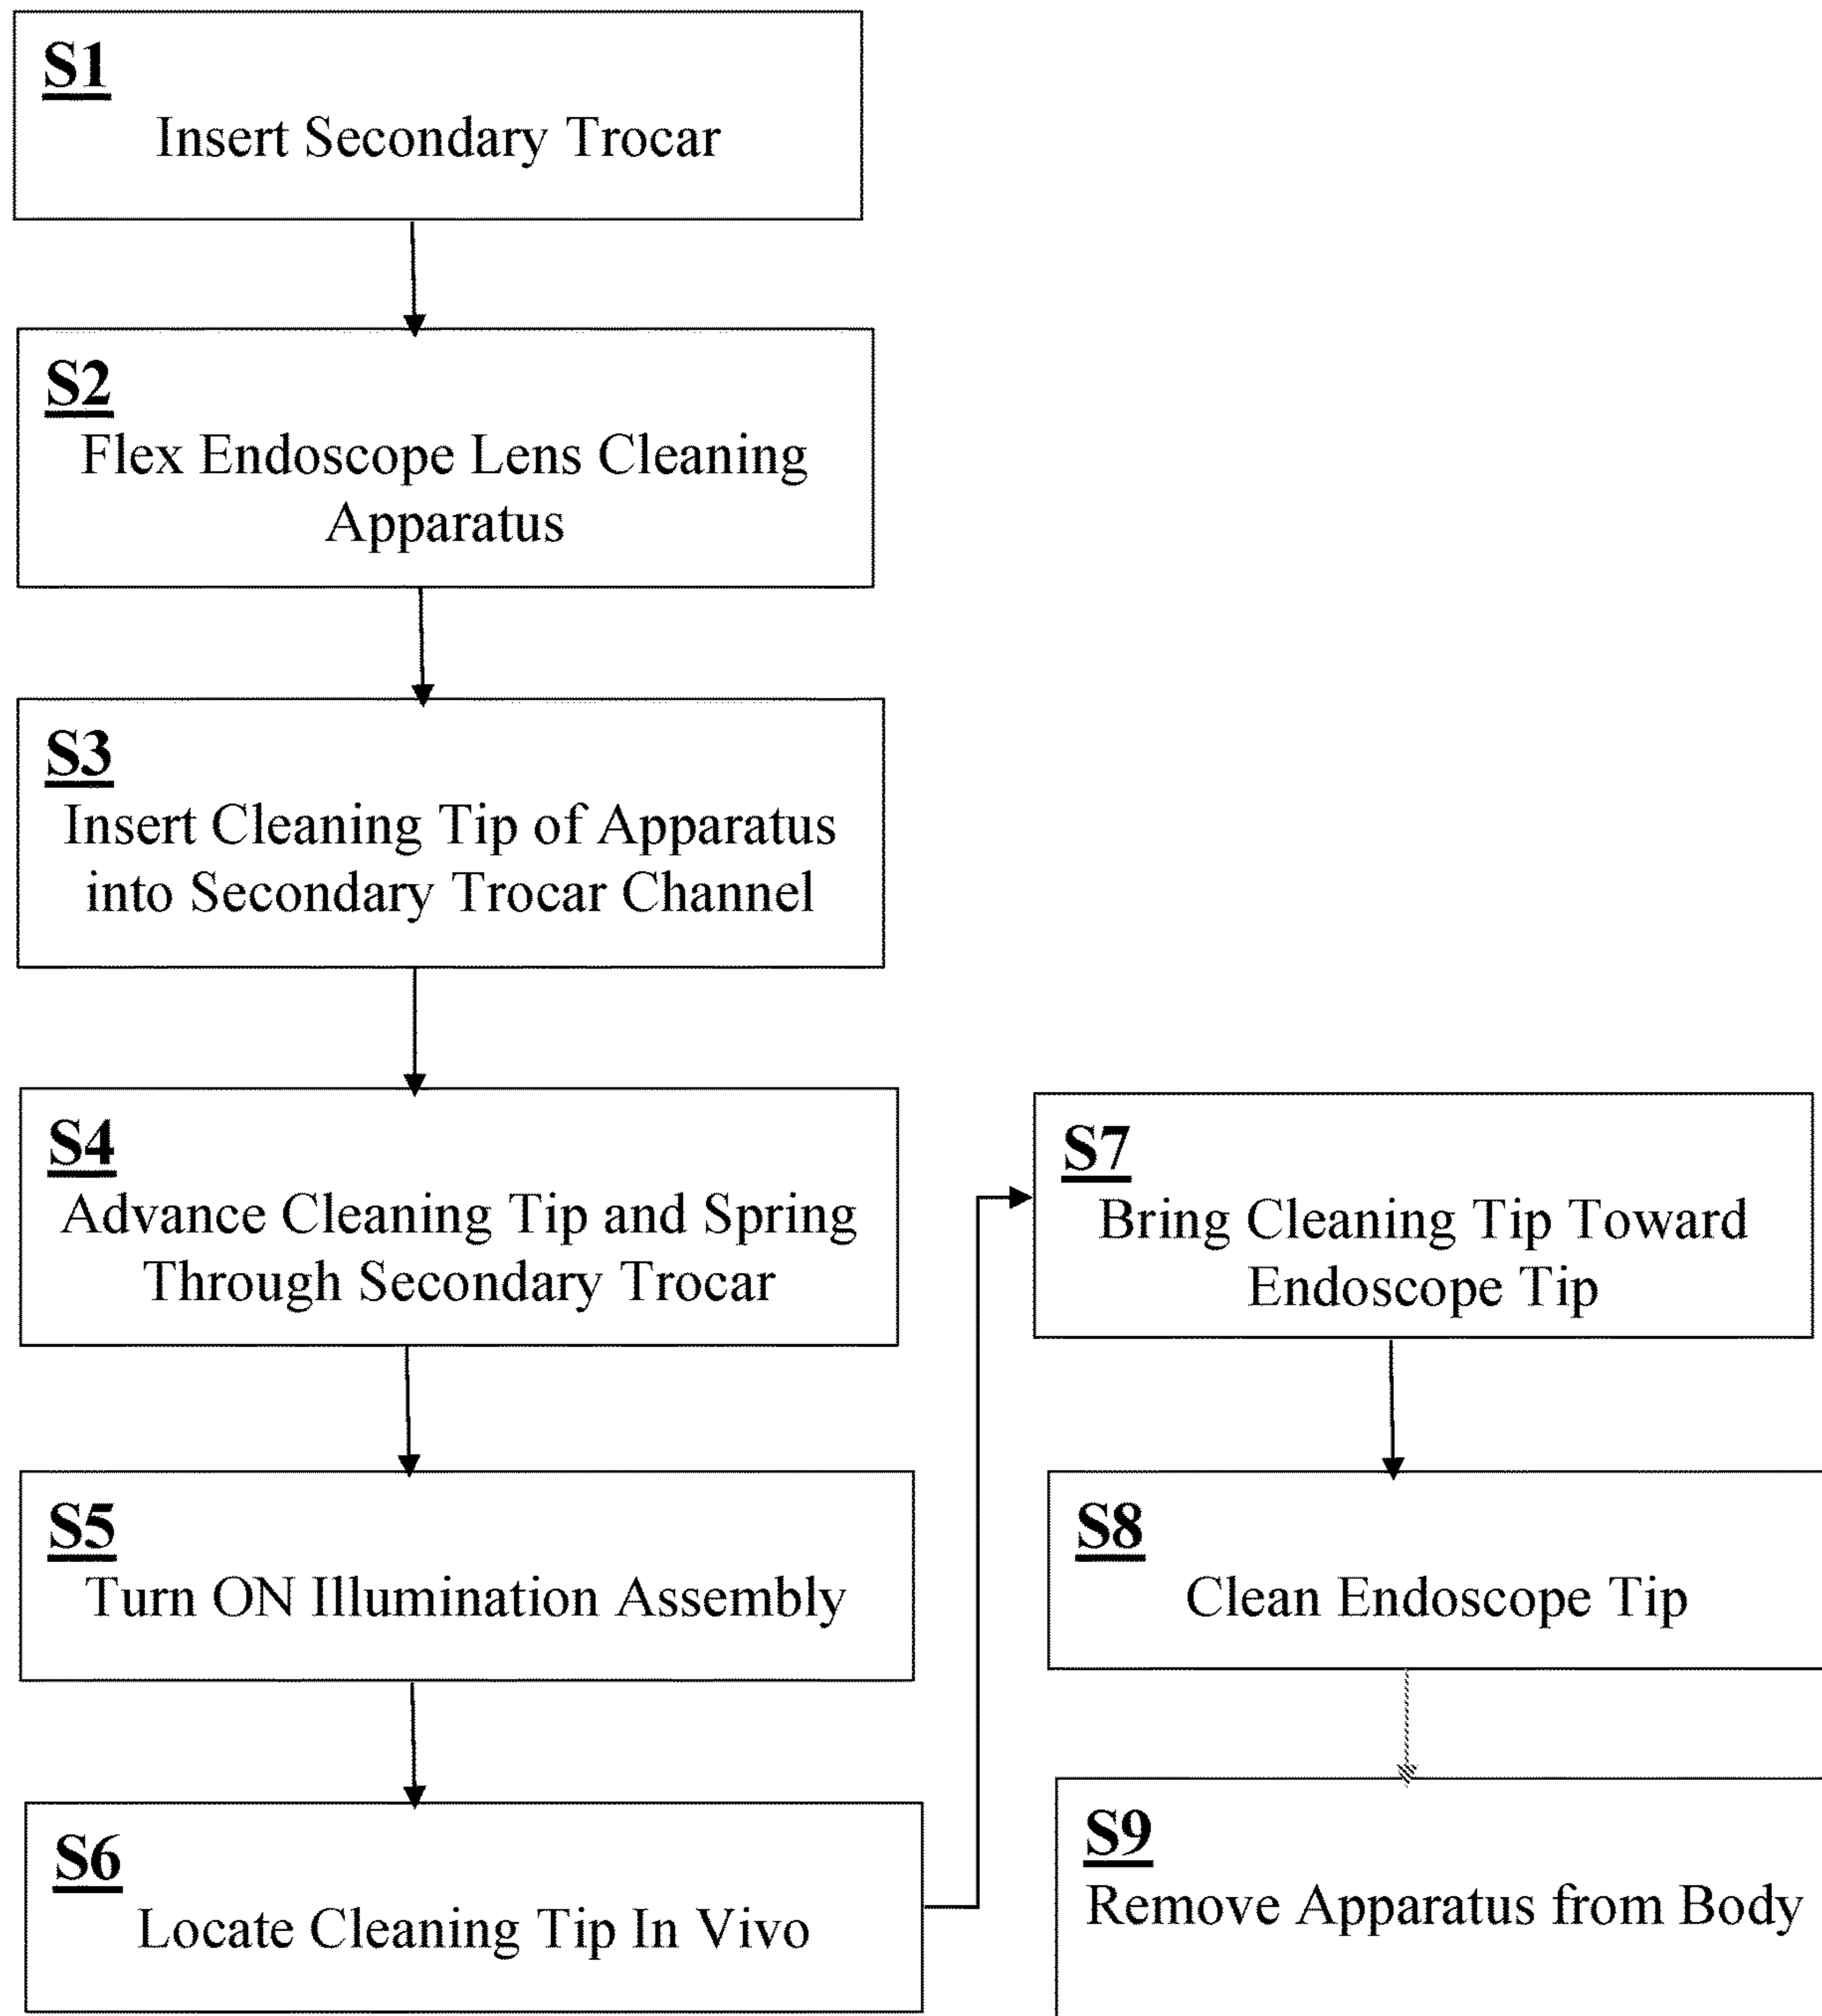 S1
Insert Secondary Trocar
S2
Flex Endoscope Lens Cleaning
Apparatus
S3
Insert Cleaning Tip of Apparatus
into Secondary Trocar Channel
S4
Advance Cleaning Tip and Spring
Through Secondary Trocar
S5
Turn ON Illumination Assembly
S6
Locate Cleaning Tip In Vivo
S7
Bring Cleaning Tip Toward
Endoscope Tip
S8
Clean Endoscope Tip
S9
Remove Apparatus from Body